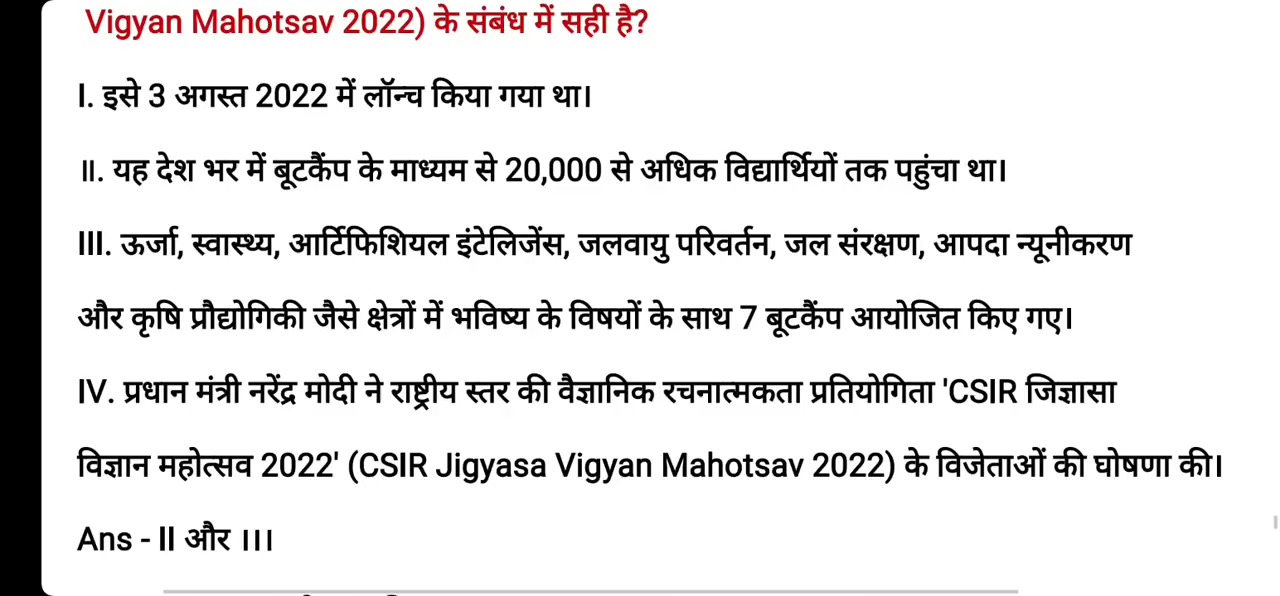 Vigyan Mahotsav 2022) के संबंध में सही है?
I. इसे 3 अगस्त 2022 में लॉन्च किया गया था।
II. यह देश भर में बूटकैंप के माध्यम से 20,000 से अधिक विद्यार्थियों तक पहुंचा था।
III. ऊर्जा, स्वास्थ्य, आर्टिफिशियल इंटेलिजेंस, जलवायु परिवर्तन, जल संरक्षण, आपदा न्यूनीकरण
और कृषि प्रौद्योगिकी जैसे क्षेत्रों में भविष्य के विषयों के साथ 7 बूटकैंप आयोजित किए गए।
IV. प्रधान मंत्री नरेंद्र मोदी ने राष्ट्रीय स्तर की वैज्ञानिक रचनात्मकता प्रतियोगिता 'CSIR जिज्ञासा
विज्ञान महोत्सव 2022' (CSIR Jigyasa Vigyan Mahotsav 2022) के विजेताओं की घोषणा की।
Ans - II और ।।।